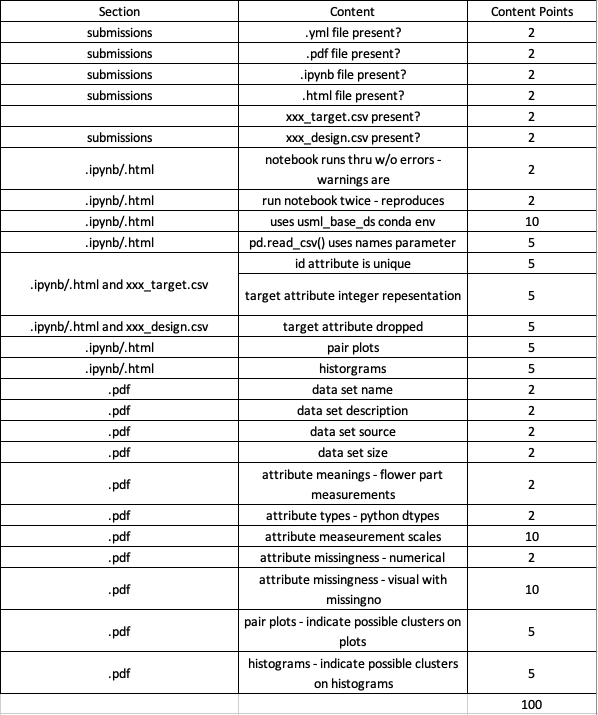 Section Content Content Points
submissions .yml file present? 2
submissions .pdf file present? 2
submissions .ipynb file present? 2
submissions .html file present? 2
xxx_target.csv present? 2
submissions xxx_design.csv present? 2
.ipynb/.html notebook runs thru w/o errors - 2
warnings are
.ipynb/.html run notebook twice - reproduces 2
.ipynb/.html uses usml_base_ds conda env 10
.ipynb/.html pd.read_csv() uses names parameter 5
.ipynb/.html and xxx_target.csv id attribute is unique 5
target attribute integer repesentation 5
.ipynb/.html and xxx_design.csv target attribute dropped 5
.ipynb/.html pair plots 5
.ipynb/.html historgrams 5
.pdf data set name 2
.pdf data set description 2
.pdf data set source 2
.pdf data set size 2
.pdf attribute meanings - flower part 2
measurements
.pdf attribute types - python dtypes 2
.pdf attribute measeurement scales 10
.pdf attribute missingness - numerical 2
.pdf attribute missingness - visual with 10
missingno
.pdf pair plots - indicate possible clusters on 5
plots
.pdf histograms - indicate possible clusters 5
on histograms
100